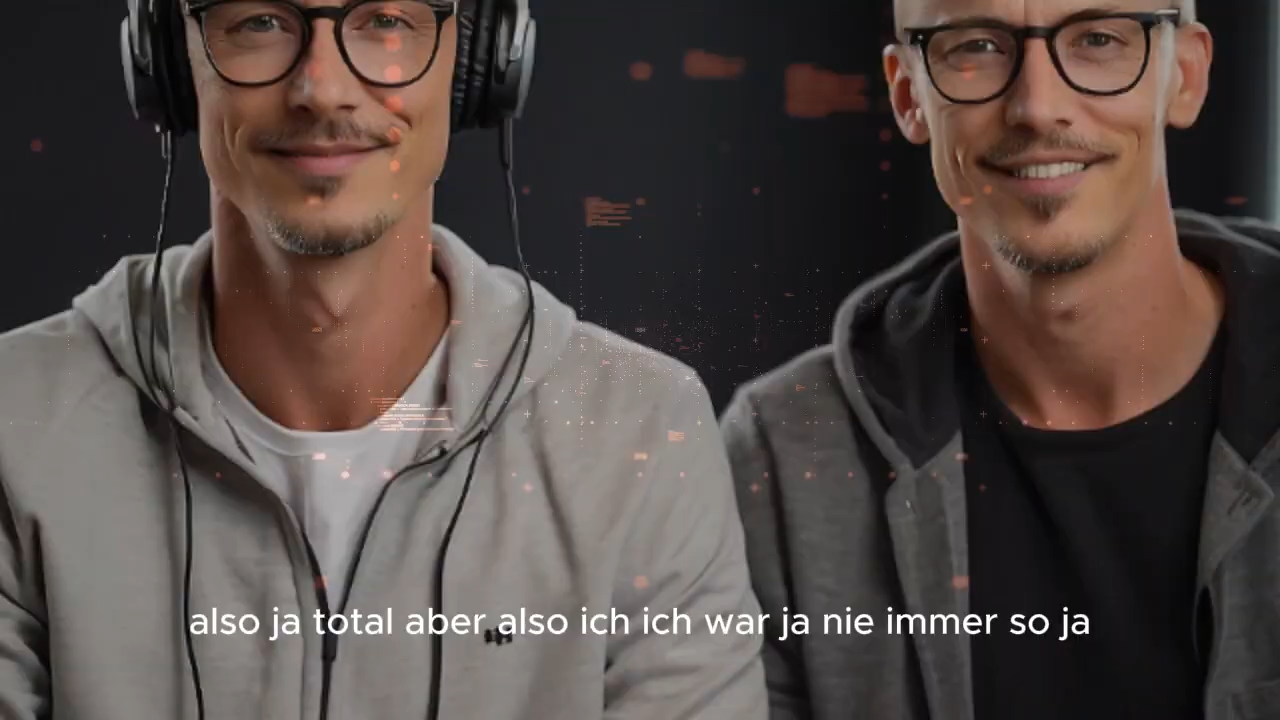 also ja total aber also ich ich war ja nie immer so ja